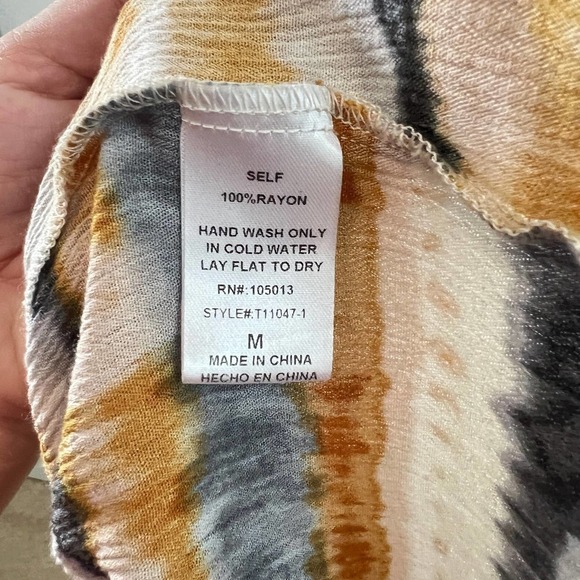 SELF
100%RAYON
HAND WASH ONLY
IN COLD WATER
LAY FLAT TO DRY
RN#:105013
STYLE#:T11047-1
M
MADE IN CHINA
HECHO EN CHINA